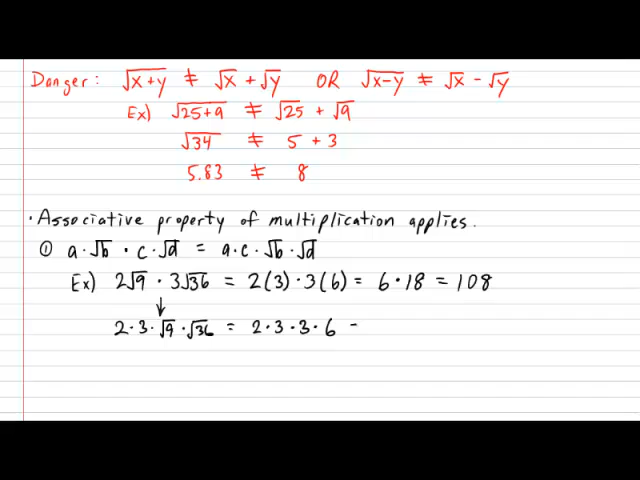 Danger: √x+y ≠ √x + √y OR √x-y ≠ √x - √y
Ex) √25+9 ≠ √25 + √9
√34 ≠ 5 + 3
5.83 ≠ 8
· Associative property of multiplication applies.
① a·√b · c·√d = a·c·√b·√d
Ex) 2√9 · 3√36 = 2(3)·3(6) = 6·18 = 108
↓
2·3·√9·√36 = 2·3·3·6 =